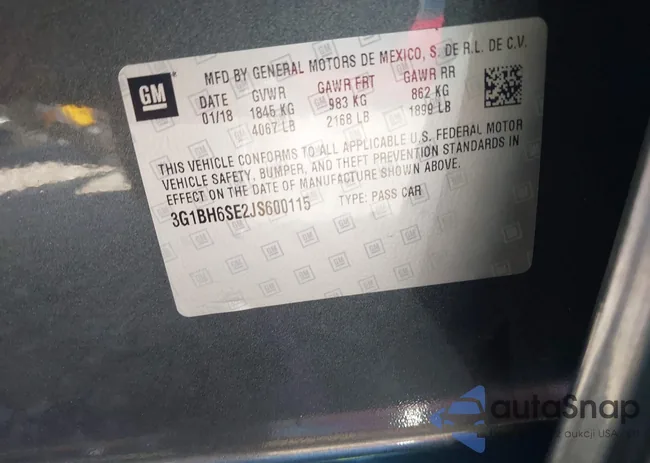 GM
MFD BY GENERAL MOTORS DE MEXICO, S. DE R.L. DE C.V.
DATE GVWR GAWR FRT GAWR RR
01/18 1845 KG 983 KG 862 KG
4067 LB 2168 LB 1899 LB
THIS VEHICLE CONFORMS TO ALL APPLICABLE U.S. FEDERAL MOTOR
VEHICLE SAFETY, BUMPER, AND THEFT PREVENTION STANDARDS IN
EFFECT ON THE DATE OF MANUFACTURE SHOWN ABOVE.
3G1BH6SE2JS600115 TYPE: PASS CAR
autaSnap
aukcji USA